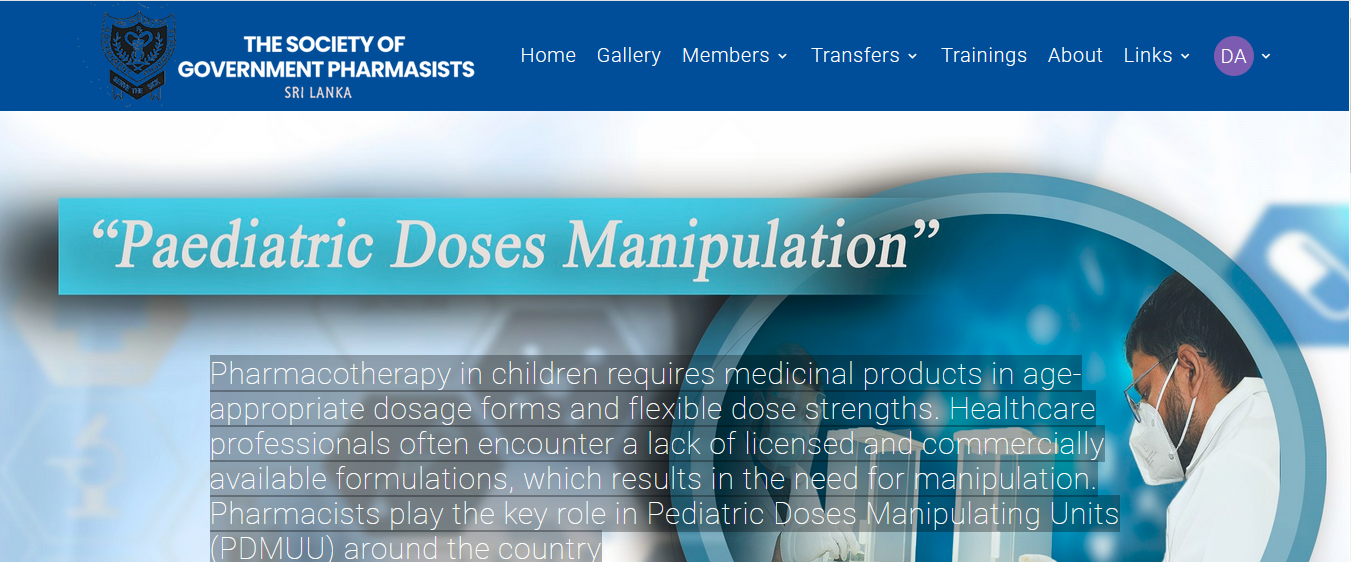 THE SOCIETY OF
GOVERNMENT PHARMASISTS
SRI LANKA
Home Gallery Members Transfers Trainings About Links DA
“Paediatric Doses Manipulation”
Pharmacotherapy in children requires medicinal products in age-
appropriate dosage forms and flexible dose strengths. Healthcare
professionals often encounter a lack of licensed and commercially
available formulations, which results in the need for manipulation.
Pharmacists play the key role in Pediatric Doses Manipulating Units
(PDMUU) around the country